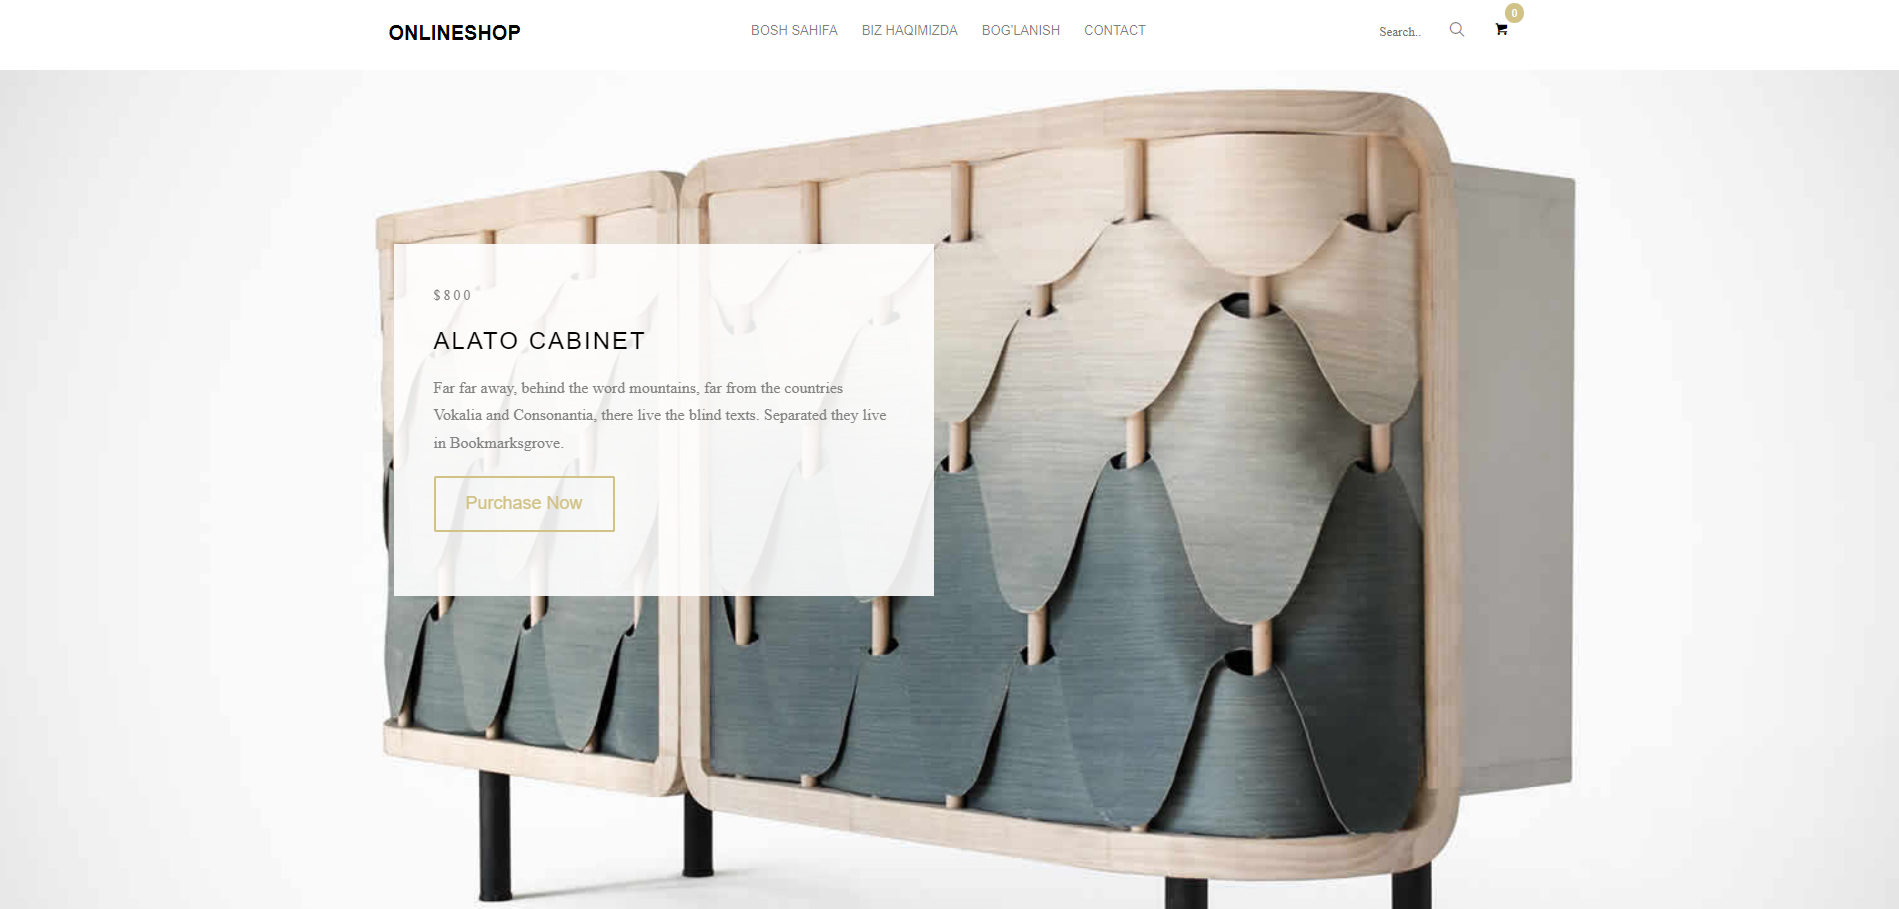 ONLINESHOP
BOSH SAHIFA BIZ HAQIMIZDA BOG'LANISH CONTACT
Search..
0
$800
ALATO CABINET
Far far away, behind the word mountains, far from the countries
Vokalia and Consonantia, there live the blind texts. Separated they live
in Bookmarksgrove.
Purchase Now